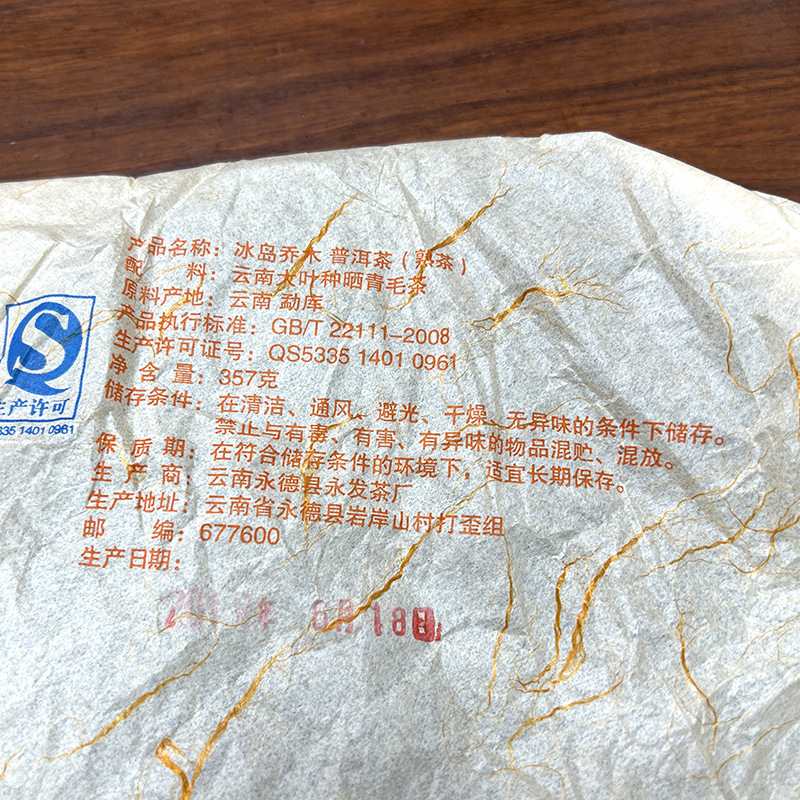 产品名称：冰岛乔木 普洱茶（熟茶）
配　　料：云南大叶种晒青毛茶
原料产地：云南 勐库
产品执行标准：GB/T 22111-2008
生产许可证号：QS5335 1401 0961
净 含 量：357克
储存条件：在清洁、通风、避光、干燥、无异味的条件下储存。
禁止与有毒、有害、有异味的物品混贮、混放。
保 质 期：在符合储存条件的环境下，适宜长期保存。
生 产 商：云南永德县永发茶厂
生产地址：云南省永德县岩岸山村打歪组
邮　　编：677600
生产日期：
6月18日
生产许可
335 1401 0961